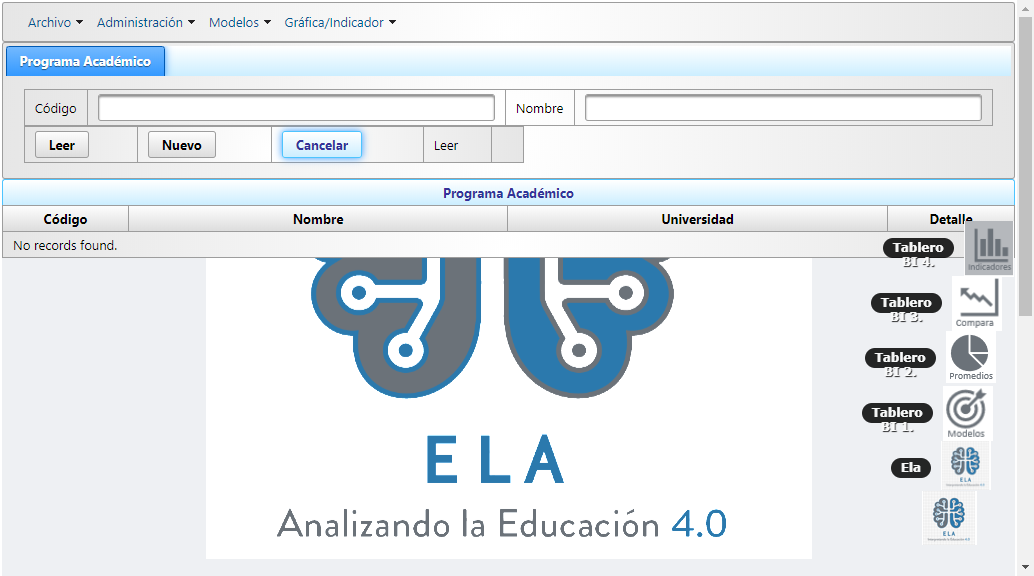 Archivo Administración Modelos Gráfica/Indicador
Programa Académico
Código Nombre
Leer Nuevo Cancelar Leer
Programa Académico
Código Nombre Universidad Detalle
No records found.
Tablero
BI 4.
Indicadores
Tablero
BI 3.
Compara
Tablero
BI 2.
Promedios
Tablero
BI 1.
Modelos
Ela
ELA
ELA
ELA
Analizando la Educación 4.0